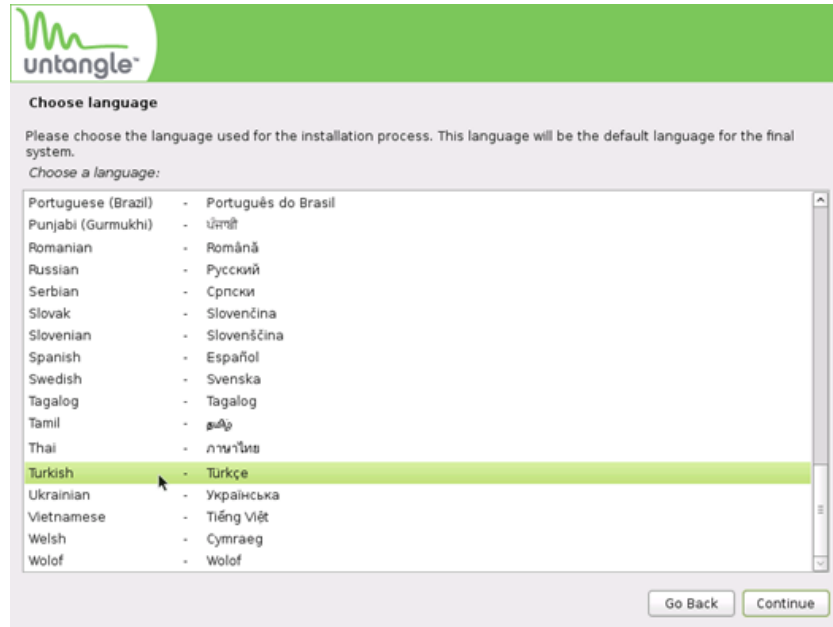 untangle™
Choose language
Please choose the language used for the installation process. This language will be the default language for the final
system.
Choose a language:
Portuguese (Brazil) - Português do Brasil
Punjabi (Gurmukhi) - ਪੰਜਾਬੀ
Romanian - Română
Russian - Русский
Serbian - Српски
Slovak - Slovenčina
Slovenian - Slovenščina
Spanish - Español
Swedish - Svenska
Tagalog - Tagalog
Tamil - தமிழ்
Thai - ภาษาไทย
Turkish - Türkçe
Ukrainian - Українська
Vietnamese - Tiếng Việt
Welsh - Cymraeg
Wolof - Wolof
Go Back Continue